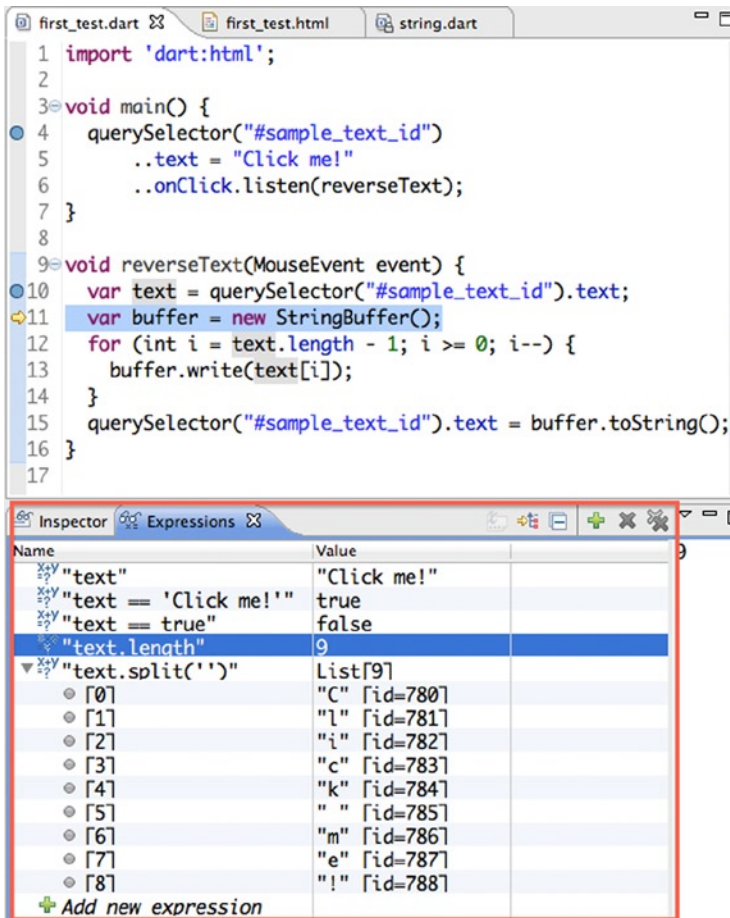 first_test.dart first_test.html string.dart
1 import 'dart:html';
2
3 void main() {
4 querySelector("#sample_text_id")
5 ..text = "Click me!"
6 ..onClick.listen(reverseText);
7 }
8
9 void reverseText(MouseEvent event) {
10 var text = querySelector("#sample_text_id").text;
11 var buffer = new StringBuffer();
12 for (int i = text.length - 1; i >= 0; i--) {
13 buffer.write(text[i]);
14 }
15 querySelector("#sample_text_id").text = buffer.toString();
16 }
17
Inspector Expressions
Name Value
"text" "Click me!"
"text == 'Click me!'" true
"text == true" false
"text.length" 9
"text.split('')" List[9]
[0] "C" [id=780]
[1] "l" [id=781]
[2] "i" [id=782]
[3] "c" [id=783]
[4] "k" [id=784]
[5] " " [id=785]
[6] "m" [id=786]
[7] "e" [id=787]
[8] "!" [id=788]
Add new expression
9